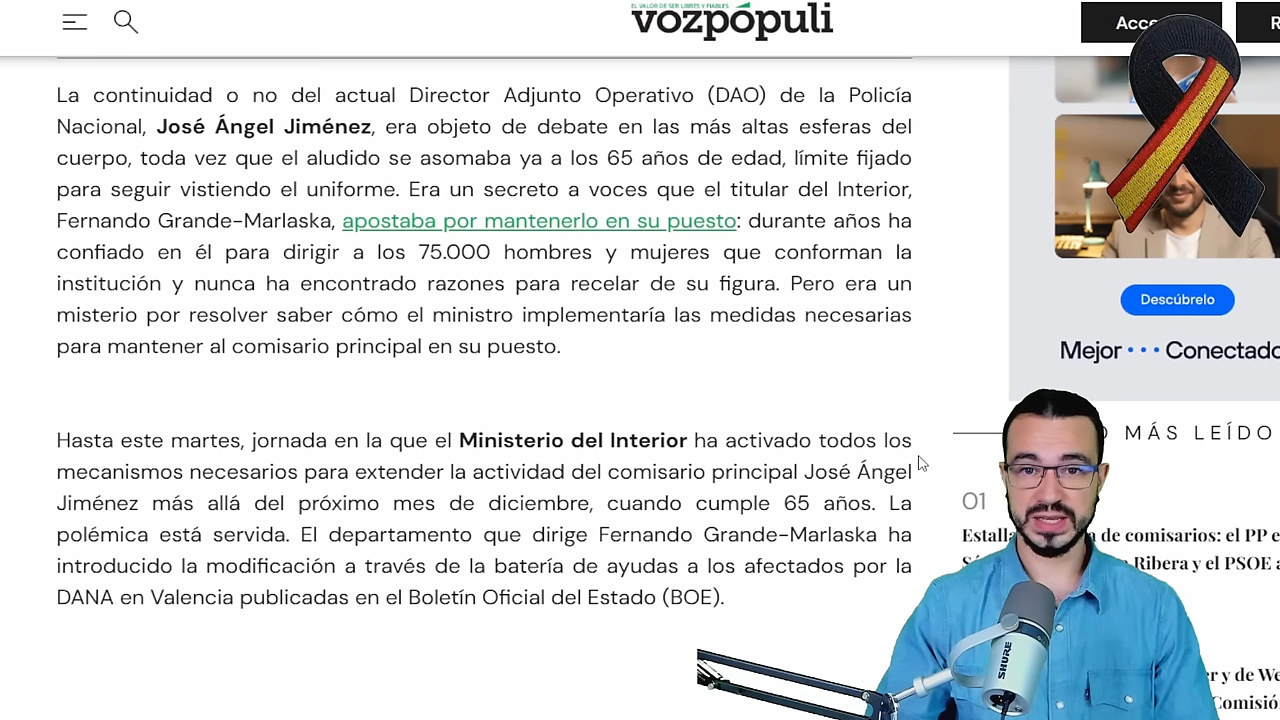 EL VALOR DE SER LIBRES Y FIABLES
vozpópuli
La continuidad o no del actual Director Adjunto Operativo (DAO) de la Policía
Nacional, José Ángel Jiménez, era objeto de debate en las más altas esferas del
cuerpo, toda vez que el aludido se asomaba ya a los 65 años de edad, límite fijado
para seguir vistiendo el uniforme. Era un secreto a voces que el titular del Interior,
Fernando Grande-Marlaska, apostaba por mantenerlo en su puesto: durante años ha
confiado en él para dirigir a los 75.000 hombres y mujeres que conforman la
institución y nunca ha encontrado razones para recelar de su figura. Pero era un
misterio por resolver saber cómo el ministro implementaría las medidas necesarias
para mantener al comisario principal en su puesto.
Hasta este martes, jornada en la que el Ministerio del Interior ha activado todos los
mecanismos necesarios para extender la actividad del comisario principal José Ángel
Jiménez más allá del próximo mes de diciembre, cuando cumple 65 años. La
polémica está servida. El departamento que dirige Fernando Grande-Marlaska ha
introducido la modificación a través de la batería de ayudas a los afectados por la
DANA en Valencia publicadas en el Boletín Oficial del Estado (BOE).
Descúbrelo
Mejor ••• Conectado
MÁS LEÍDO
01
de comisarios: el PP
Ribera y el PSOE
y de
SHURE